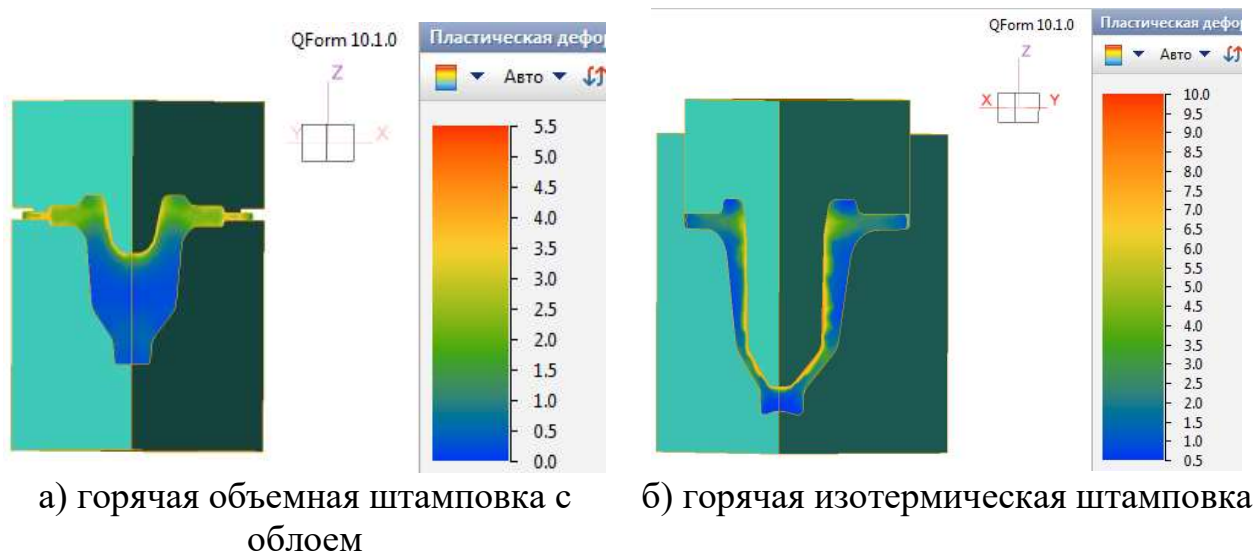 QForm 10.1.0
Пластическая дефор
Авто
Z
Y
X
5.5
5.0
4.5
4.0
3.5
3.0
2.5
2.0
1.5
1.0
0.5
0.0
QForm 10.1.0
Пластическая дефор
Авто
Z
X
Y
10.0
9.5
9.0
8.5
8.0
7.5
7.0
6.5
6.0
5.5
5.0
4.5
4.0
3.5
3.0
2.5
2.0
1.5
1.0
0.5
а) горячая объемная штамповка с
облоем
б) горячая изотермическая штамповка